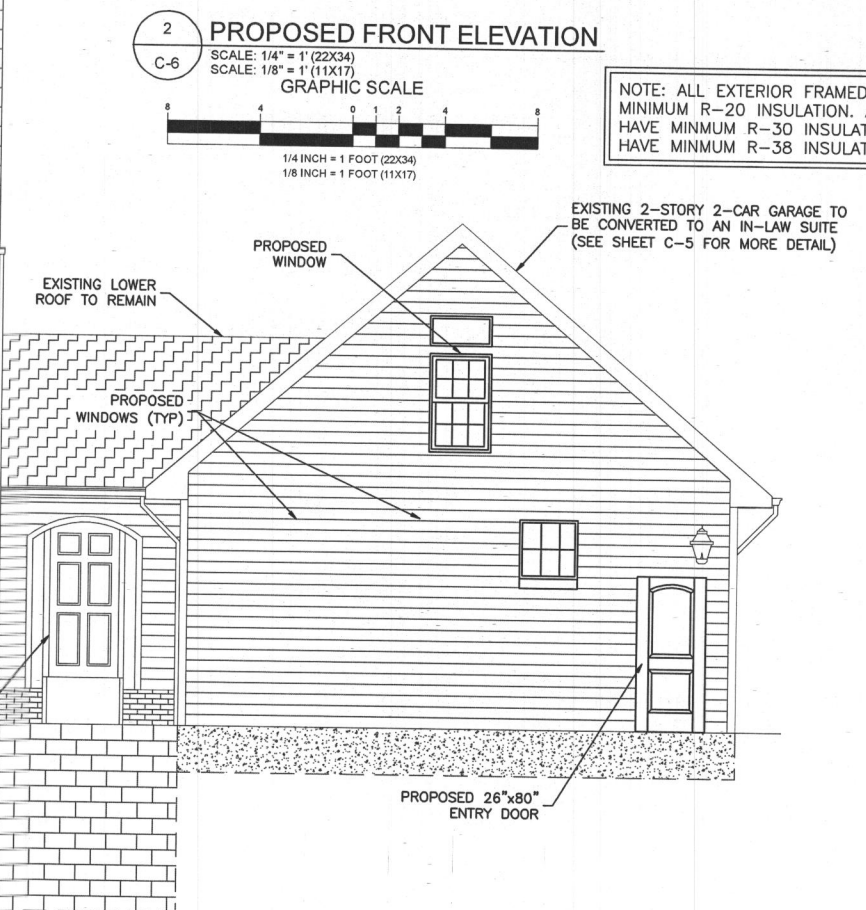 2
C-6
PROPOSED FRONT ELEVATION
SCALE: 1/4" = 1' (22X34)
SCALE: 1/8" = 1' (11X17)
GRAPHIC SCALE
8 4 0 1 2 4 8
1/4 INCH = 1 FOOT (22X34)
1/8 INCH = 1 FOOT (11X17)
NOTE: ALL EXTERIOR FRAMED
MINIMUM R-20 INSULATION.
HAVE MINMUM R-30 INSULAT
HAVE MINMUM R-38 INSULAT
EXISTING 2-STORY 2-CAR GARAGE TO
BE CONVERTED TO AN IN-LAW SUITE
(SEE SHEET C-5 FOR MORE DETAIL)
PROPOSED
WINDOW
EXISTING LOWER
ROOF TO REMAIN
PROPOSED
WINDOWS (TYP)
PROPOSED 26"x80"
ENTRY DOOR